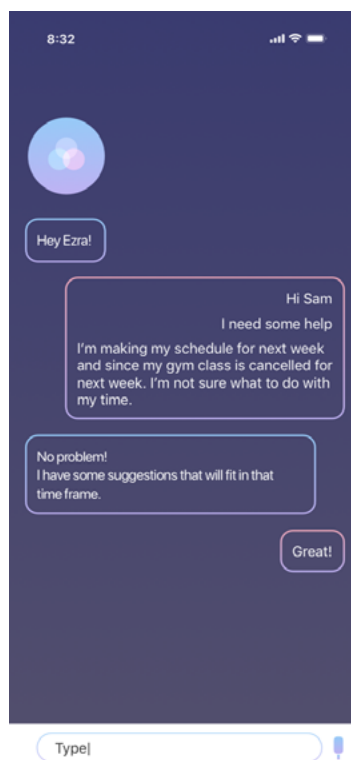 8:32
Hey Ezra!
Hi Sam
I need some help
I'm making my schedule for next week
and since my gym class is cancelled for
next week. I'm not sure what to do with
my time.
No problem!
I have some suggestions that will fit in that
time frame.
Great!
Type|